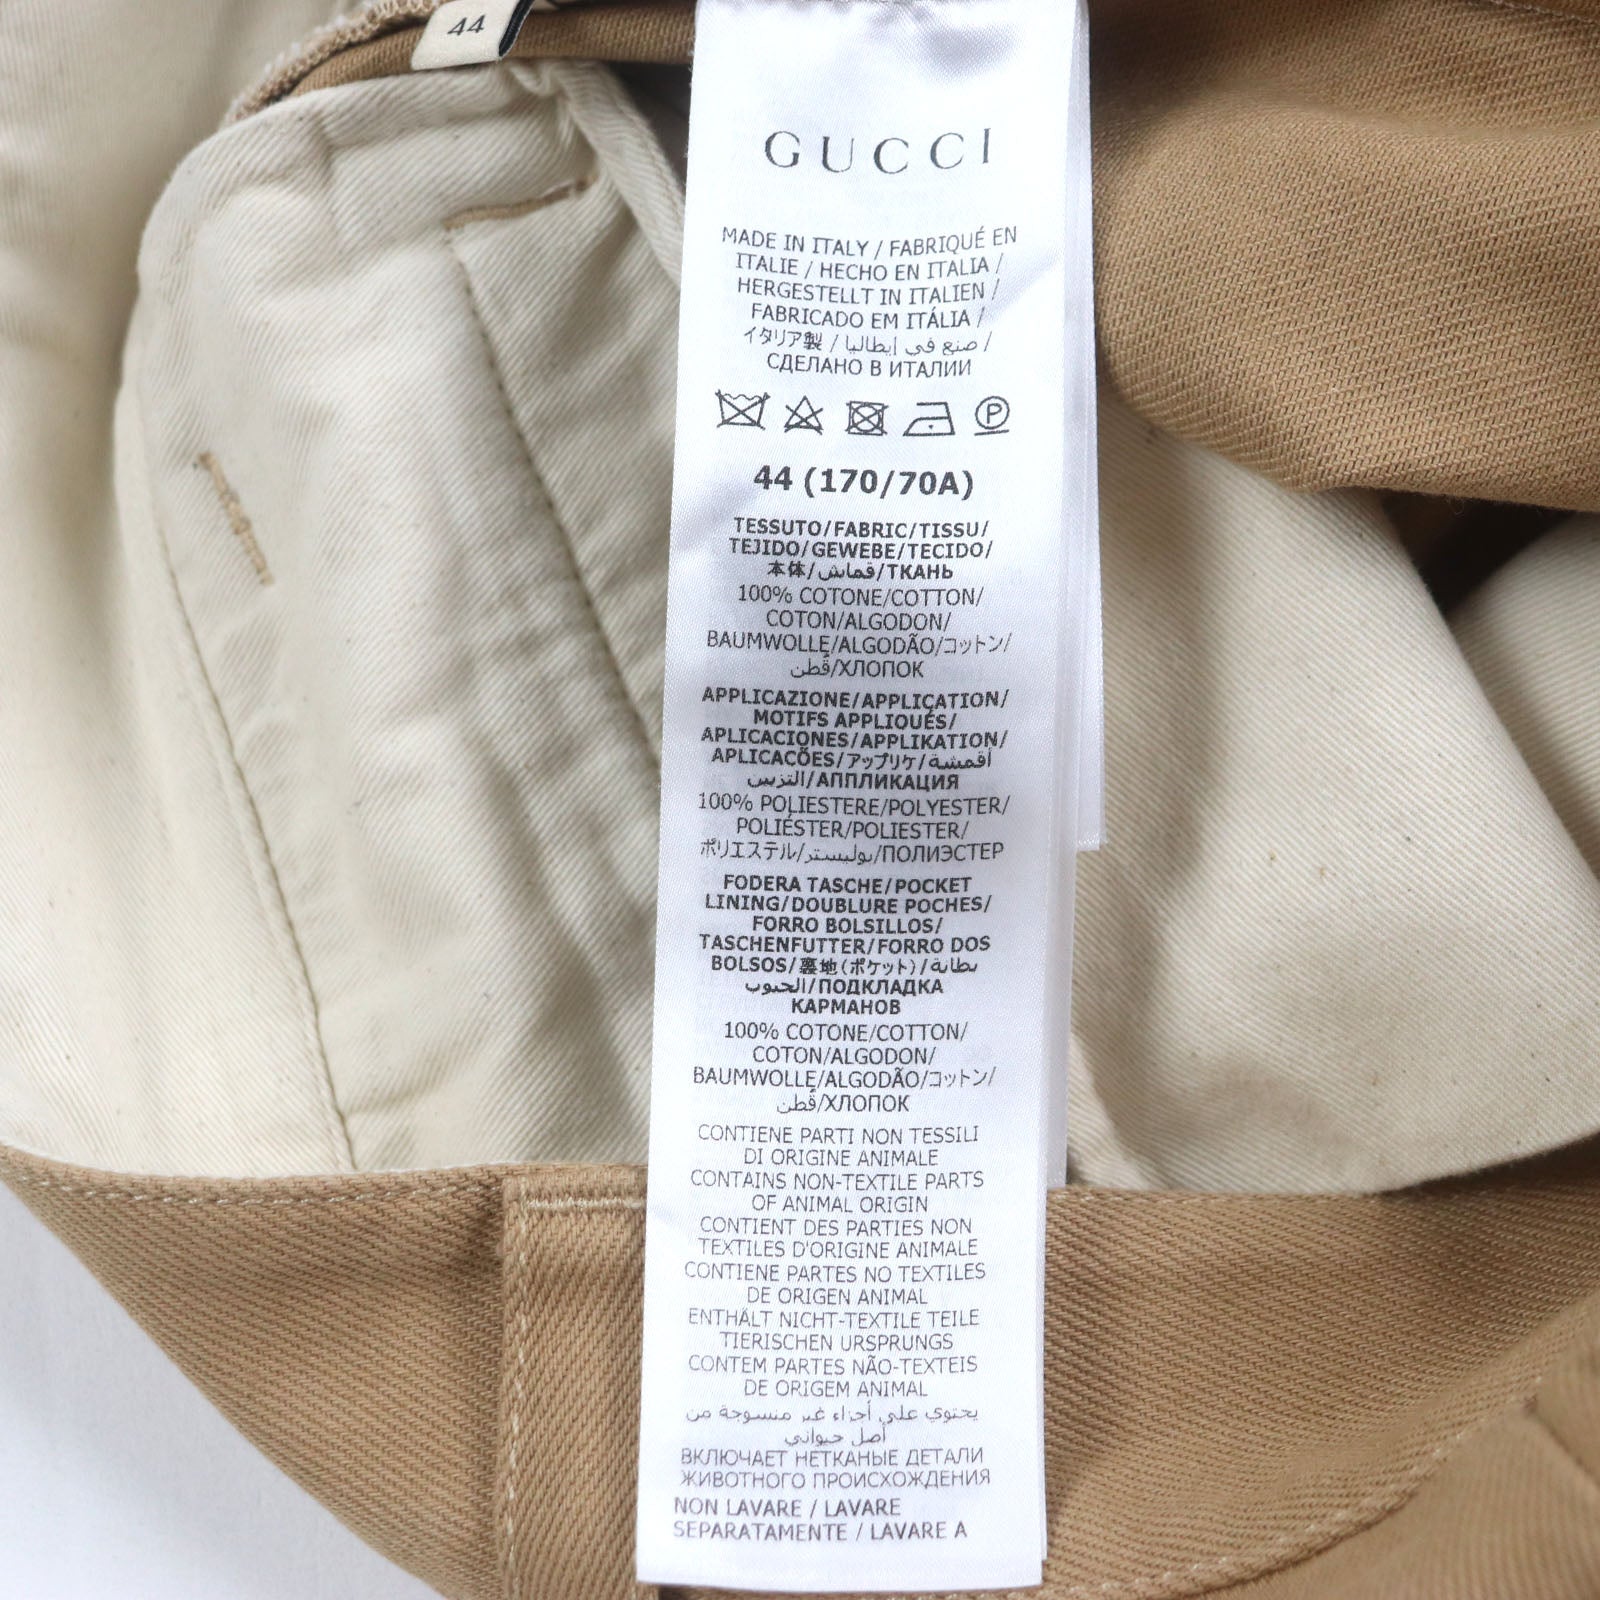 44
GUCCI
MADE IN ITALY / FABRIQUÉ EN
ITALIE / HECHO EN ITALIA /
HERGESTELLT IN ITALIEN /
FABRICADO EM ITÁLIA /
イタリア製 / صنع في إيطاليا /
СДЕЛАНО В ИТАЛИИ
P
44 (170/70A)
TESSUTO/FABRIC/TISSU/
TEJIDO/GEWEBE/TECIDO/
本体/قماش/ТКАНЬ
100% COTONE/COTTON/
COTON/ALGODON/
BAUMWOLLE/ALGODÃO/コットン/
قطن/ХЛОПОК
APPLICAZIONE/APPLICATION/
MOTIFS APPLIQUÉS/
APLICACIONES/APPLIKATION/
APLICACÕES/アップリケ/أقمشة
التزيين/АППЛИКАЦИЯ
100% POLIESTERE/POLYESTER/
POLIÉSTER/POLIESTER/
ポリエステル/بوليستر/ПОЛИЭСТЕР
FODERA TASCHE/POCKET
LINING/DOUBLURE POCHES/
FORRO BOLSILLOS/
TASCHENFUTTER/FORRO DOS
BOLSOS/裏地(ポケット)/بطانة
الجيوب/ПОДКЛАДКА
КАРМАНОВ
100% COTONE/COTTON/
COTON/ALGODON/
BAUMWOLLE/ALGODÃO/コットン/
قطن/ХЛОПОК
CONTIENE PARTI NON TESSILI
DI ORIGINE ANIMALE
CONTAINS NON-TEXTILE PARTS
OF ANIMAL ORIGIN
CONTIENT DES PARTIES NON
TEXTILES D'ORIGINE ANIMALE
CONTIENE PARTES NO TEXTILES
DE ORIGEN ANIMAL
ENTHÄLT NICHT-TEXTILE TEILE
TIERISCHEN URSPRUNGS
CONTEM PARTES NÃO-TEXTEIS
DE ORIGEM ANIMAL
يحتوي على أجزاء غير منسوجة من
أصل حيواني
ВКЛЮЧАЕТ НЕТКАНЫЕ ДЕТАЛИ
ЖИВОТНОГО ПРОИСХОЖДЕНИЯ
NON LAVARE / LAVARE
SEPARATAMENTE / LAVARE A